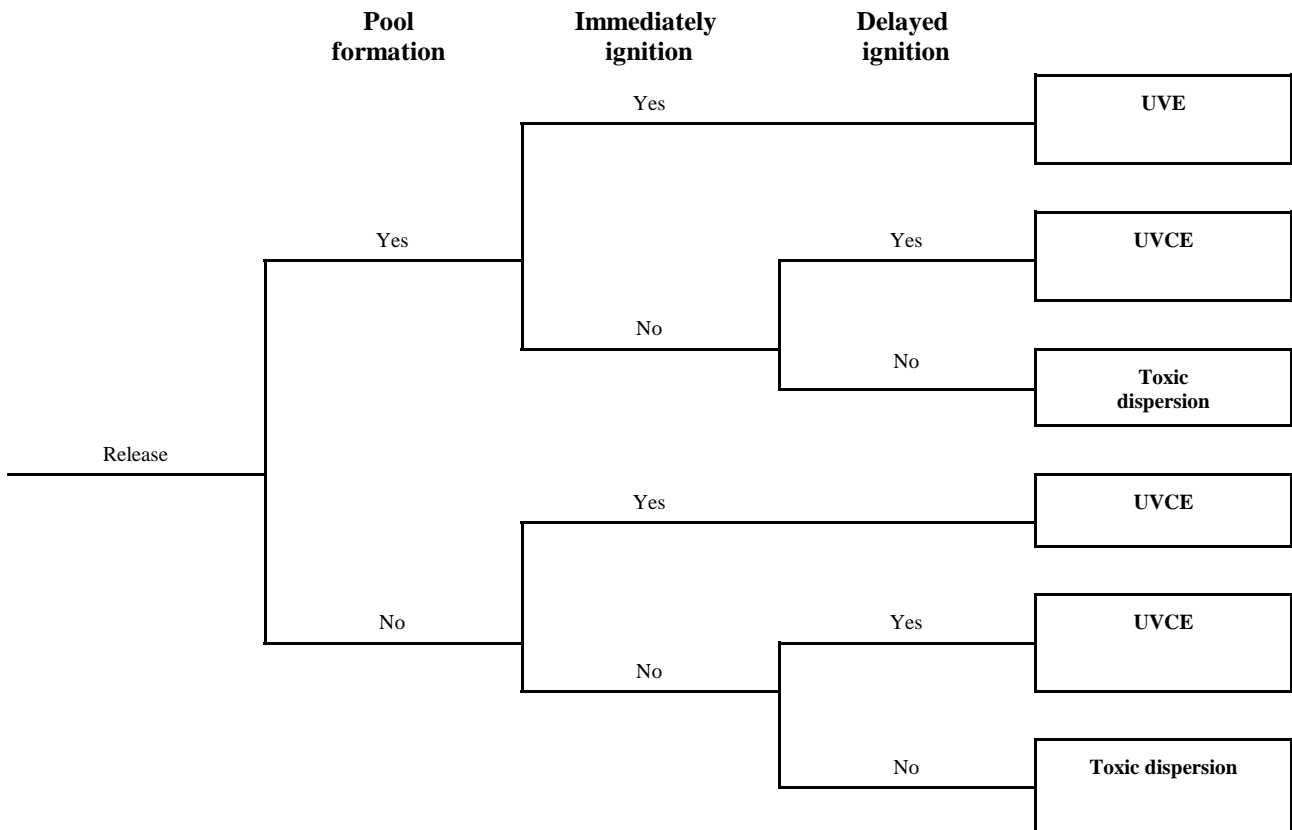 Pool
formation
Immediately
ignition
Delayed
ignition
Yes
UVE
Yes
Yes
UVCE
No
No
Toxic
dispersion
Release
Yes
UVCE
No
Yes
UVCE
No
No
Toxic dispersion